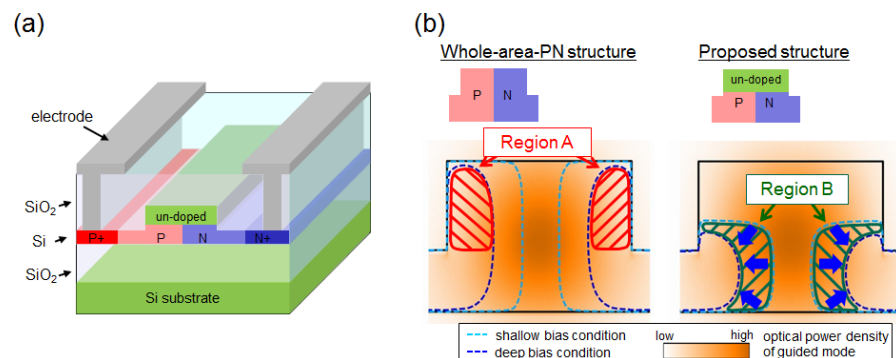 (a)
electrode
SiO2
Si
SiO2
un-doped
P+
P
N
N+
Si substrate
(b)
Whole-area-PN structure
P
N
Region A
Proposed structure
un-doped
P
N
Region B
shallow bias condition
deep bias condition
low
high
optical power density
of guided mode